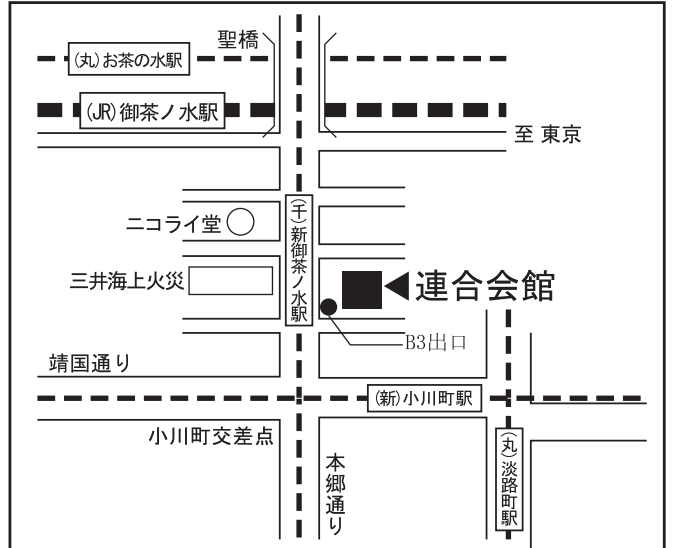 聖橋
(丸)お茶の水駅
(JR)御茶ノ水駅
至 東京
(千)新御茶ノ水駅
ニコライ堂
三井海上火災
連合会館
B3出口
靖国通り
(新)小川町駅
小川町交差点
本郷通り
(丸)淡路町駅